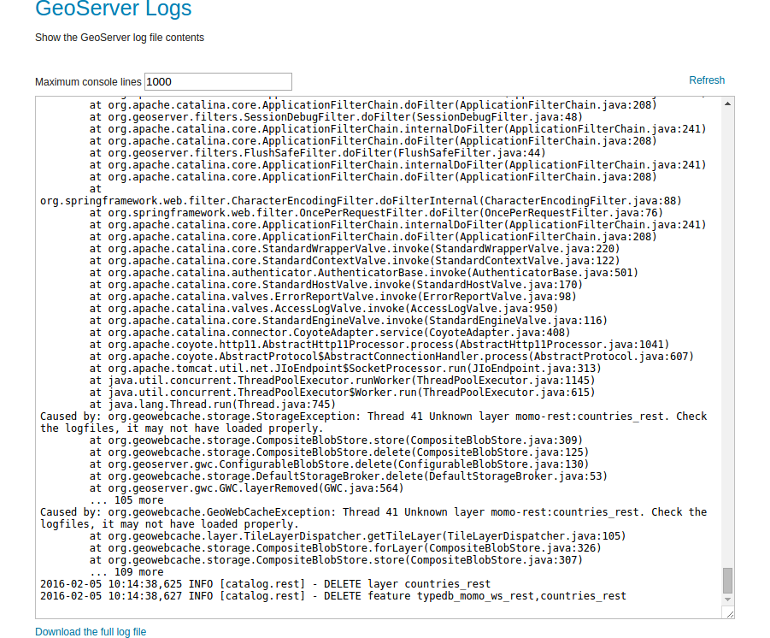 GeoServer Logs
Show the GeoServer log file contents
Maximum console lines 1000
Refresh
at org.apache.catalina.core.ApplicationFilterChain.doFilter(ApplicationFilterChain.java:208)
at org.geoserver.filters.SessionDebugFilter.doFilter(SessionDebugFilter.java:48)
at org.apache.catalina.core.ApplicationFilterChain.internalDoFilter(ApplicationFilterChain.java:241)
at org.apache.catalina.core.ApplicationFilterChain.doFilter(ApplicationFilterChain.java:208)
at org.geoserver.filters.FlushSafeFilter.doFilter(FlushSafeFilter.java:44)
at org.apache.catalina.core.ApplicationFilterChain.internalDoFilter(ApplicationFilterChain.java:241)
at org.apache.catalina.core.ApplicationFilterChain.doFilter(ApplicationFilterChain.java:208)
at
org.springframework.web.filter.CharacterEncodingFilter.doFilterInternal(CharacterEncodingFilter.java:88)
at org.springframework.web.filter.OncePerRequestFilter.doFilter(OncePerRequestFilter.java:76)
at org.apache.catalina.core.ApplicationFilterChain.internalDoFilter(ApplicationFilterChain.java:241)
at org.apache.catalina.core.ApplicationFilterChain.doFilter(ApplicationFilterChain.java:208)
at org.apache.catalina.core.StandardWrapperValve.invoke(StandardWrapperValve.java:220)
at org.apache.catalina.core.StandardContextValve.invoke(StandardContextValve.java:122)
at org.apache.catalina.authenticator.AuthenticatorBase.invoke(AuthenticatorBase.java:501)
at org.apache.catalina.core.StandardHostValve.invoke(StandardHostValve.java:170)
at org.apache.catalina.valves.ErrorReportValve.invoke(ErrorReportValve.java:98)
at org.apache.catalina.valves.AccessLogValve.invoke(AccessLogValve.java:950)
at org.apache.catalina.core.StandardEngineValve.invoke(StandardEngineValve.java:116)
at org.apache.catalina.connector.CoyoteAdapter.service(CoyoteAdapter.java:408)
at org.apache.coyote.http11.AbstractHttp11Processor.process(AbstractHttp11Processor.java:1041)
at org.apache.coyote.AbstractProtocol$AbstractConnectionHandler.process(AbstractProtocol.java:607)
at org.apache.tomcat.util.net.JIoEndpoint$SocketProcessor.run(JIoEndpoint.java:313)
at java.util.concurrent.ThreadPoolExecutor.runWorker(ThreadPoolExecutor.java:1145)
at java.util.concurrent.ThreadPoolExecutor$Worker.run(ThreadPoolExecutor.java:615)
at java.lang.Thread.run(Thread.java:745)
Caused by: org.geowebcache.storage.StorageException: Thread 41 Unknown layer momo-rest:countries_rest. Check
the logfiles, it may not have loaded properly.
at org.geowebcache.storage.CompositeBlobStore.store(CompositeBlobStore.java:309)
at org.geowebcache.storage.CompositeBlobStore.delete(CompositeBlobStore.java:125)
at org.geoserver.gwc.ConfigurableBlobStore.delete(ConfigurableBlobStore.java:130)
at org.geowebcache.storage.DefaultStorageBroker.delete(DefaultStorageBroker.java:53)
at org.geoserver.gwc.GWC.layerRemoved(GWC.java:564)
... 105 more
Caused by: org.geowebcache.GeoWebCacheException: Thread 41 Unknown layer momo-rest:countries_rest. Check the
logfiles, it may not have loaded properly.
at org.geowebcache.layer.TileLayerDispatcher.getTileLayer(TileLayerDispatcher.java:105)
at org.geowebcache.storage.CompositeBlobStore.forLayer(CompositeBlobStore.java:326)
at org.geowebcache.storage.CompositeBlobStore.store(CompositeBlobStore.java:307)
... 109 more
2016-02-05 10:14:38,625 INFO [catalog.rest] - DELETE layer countries_rest
2016-02-05 10:14:38,627 INFO [catalog.rest] - DELETE feature typedb_momo_ws_rest,countries_rest
Download the full log file